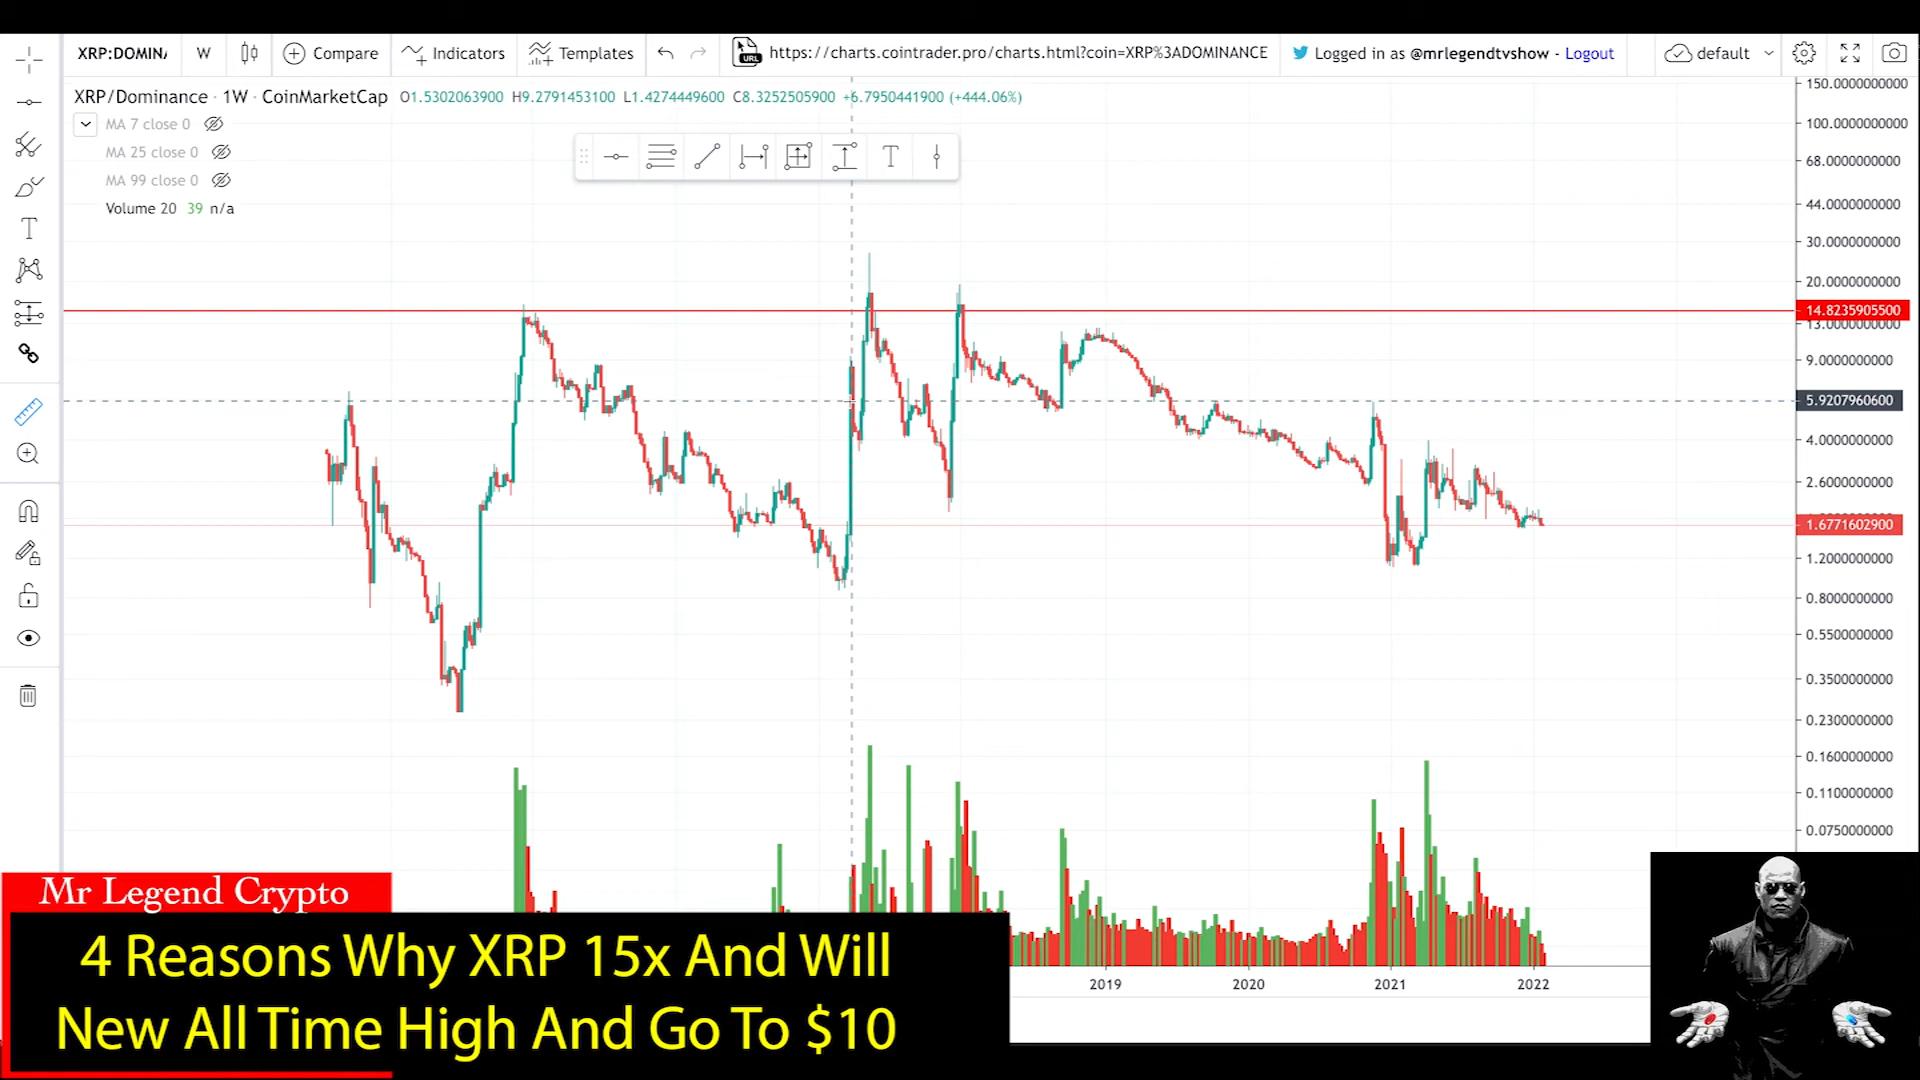 XRP:DOMIN
W
Compare
Indicators
Templates
URL
https://charts.cointrader.pro/charts.html?coin=XRP%3ADOMINANCE
Logged in as @mrlegendtvshow - Logout
default
XRP/Dominance · 1W · CoinMarketCap O1.5302063900 H9.2791453100 L1.4274449600 C8.3252505900 +6.7950441900 (+444.06%)
MA 7 close 0
MA 25 close 0
MA 99 close 0
Volume 20 39 n/a
T
T
150.0000000000
100.0000000000
68.0000000000
44.0000000000
30.0000000000
20.0000000000
14.8235905500
13.0000000000
9.0000000000
5.9207960600
4.0000000000
2.6000000000
1.6771602900
1.2000000000
0.8000000000
0.5500000000
0.3500000000
0.2300000000
0.1600000000
0.1100000000
0.0750000000
2019
2020
2021
2022
Mr Legend Crypto
4 Reasons Why XRP 15x And Will
New All Time High And Go To $10